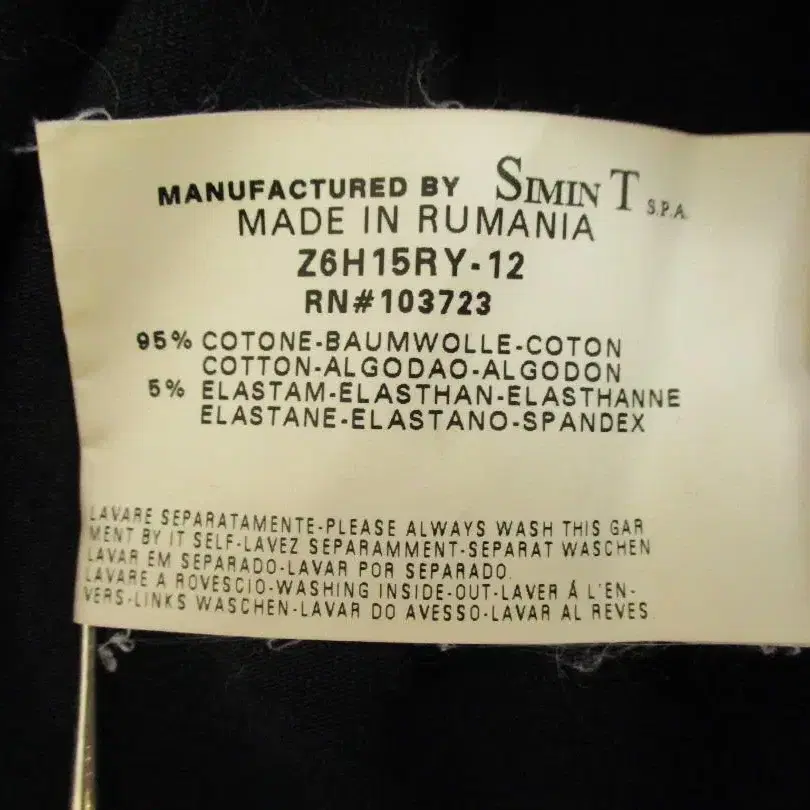 MANUFACTURED BY SIMIN T S.P.A.
MADE IN RUMANIA
Z6H15RY-12
RN#103723
95% COTONE-BAUMWOLLE-COTON
COTTON-ALGODAO-ALGODON
5% ELASTAM-ELASTHAN-ELASTHANNE
ELASTANE-ELASTANO-SPANDEX
LAVARE SEPARATAMENTE-PLEASE ALWAYS WASH THIS GAR
MENT BY IT SELF-LAVEZ SEPARAMMENT-SEPARAT WASCHEN
LAVAR EM SEPARADO-LAVAR POR SEPARADO.
LAVARE A ROVESCIO-WASHING INSIDE-OUT-LAVER Á L'EN-
VERS-LINKS WASCHEN-LAVAR DO AVESSO-LAVAR AL REVES